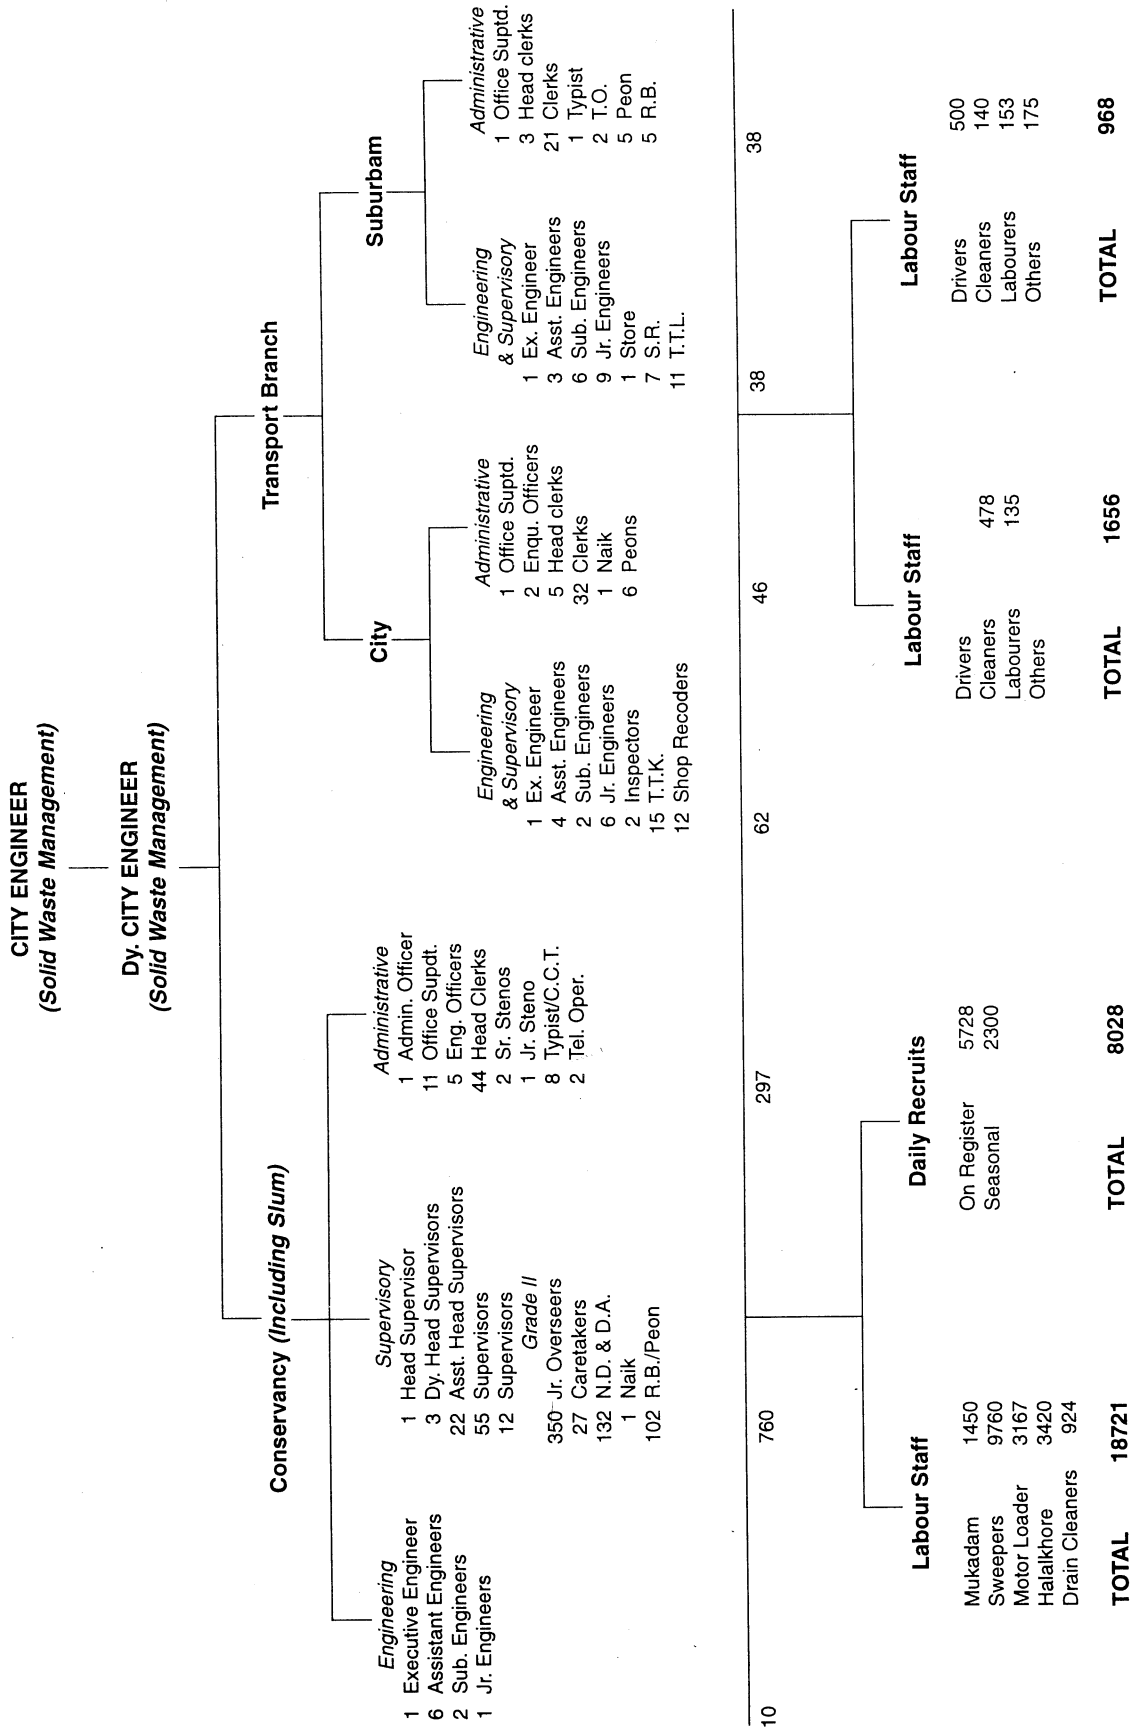 CITY ENGINEER
(Solid Waste Management)
Dy. CITY ENGINEER
(Solid Waste Management)
Conservancy (Including Slum)
Engineering
1 Executive Engineer
6 Assistant Engineers
2 Sub. Engineers
1 Jr. Engineers
Supervisory
1 Head Supervisor
3 Dy. Head Supervisors
22 Asst. Head Supervisors
55 Supervisors
12 Supervisors
Grade II
350 Jr. Overseers
27 Caretakers
132 N.D. & D.A.
1 Naik
102 R.B./Peon
Administrative
1 Admin. Officer
11 Office Supdt.
5 Eng. Officers
44 Head Clerks
2 Sr. Stenos
1 Jr. Steno
8 Typist/C.C.T.
2 Tel. Oper.
Transport Branch
City
Engineering
& Supervisory
1 Ex. Engineer
4 Asst. Engineers
2 Sub. Engineers
6 Jr. Engineers
2 Inspectors
15 T.T.K.
12 Shop Recoders
Administrative
1 Office Suptd.
2 Enqu. Officers
5 Head clerks
32 Clerks
1 Naik
6 Peons
Suburbam
Engineering
& Supervisory
1 Ex. Engineer
3 Asst. Engineers
6 Sub. Engineers
9 Jr. Engineers
1 Store
7 S.R.
11 T.T.L.
Administrative
1 Office Suptd.
3 Head clerks
21 Clerks
1 Typist
2 T.O.
5 Peon
5 R.B.
10 760 297 62 46 38 38
Labour Staff
Mukadam 1450
Sweepers 9760
Motor Loader 3167
Halalkhore 3420
Drain Cleaners 924
TOTAL 18721
Daily Recruits
On Register 5728
Seasonal 2300
TOTAL 8028
Labour Staff
Drivers
Cleaners 478
Labourers 135
Others
TOTAL 1656
Labour Staff
Drivers 500
Cleaners 140
Labourers 153
Others 175
TOTAL 968